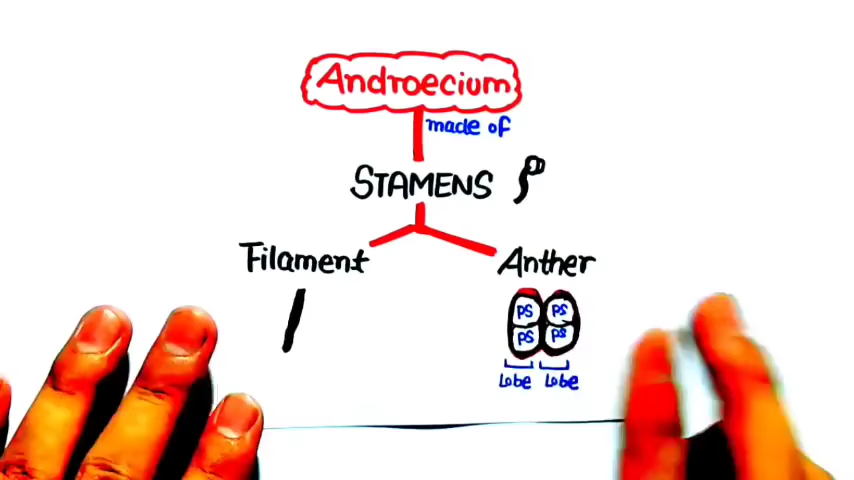 Androecium
made of
STAMENS
Filament Anther
PS PS
PS PS
Lobe Lobe